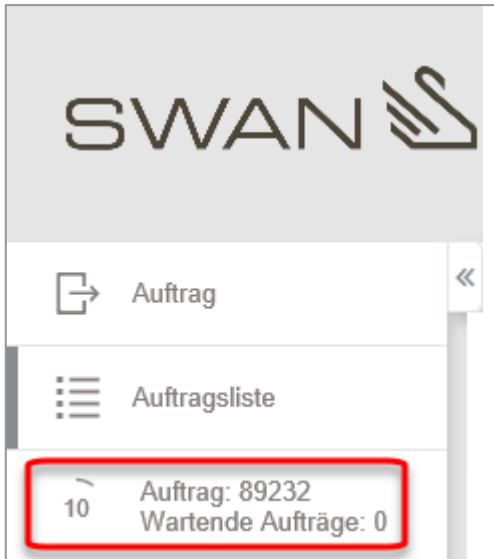 SWAN
«
Auftrag
Auftragsliste
10
Auftrag: 89232
Wartende Aufträge: 0